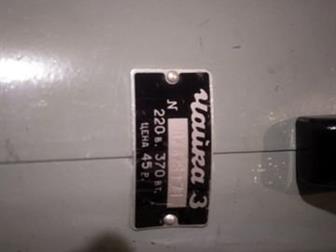 Чайка 3
N
220 в. 370 вт.
ЦЕНА 45 р.